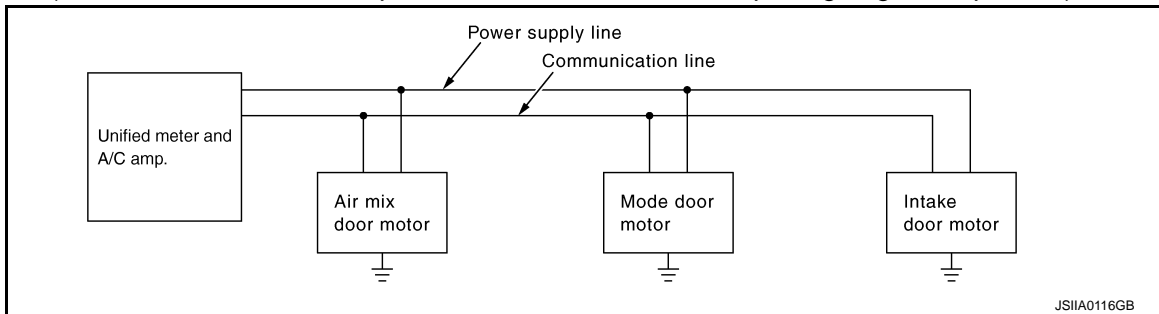 Power supply line
Communication line
Unified meter and
A/C amp.
Air mix
door motor
Mode door
motor
Intake
door motor
JSIIA0116GB